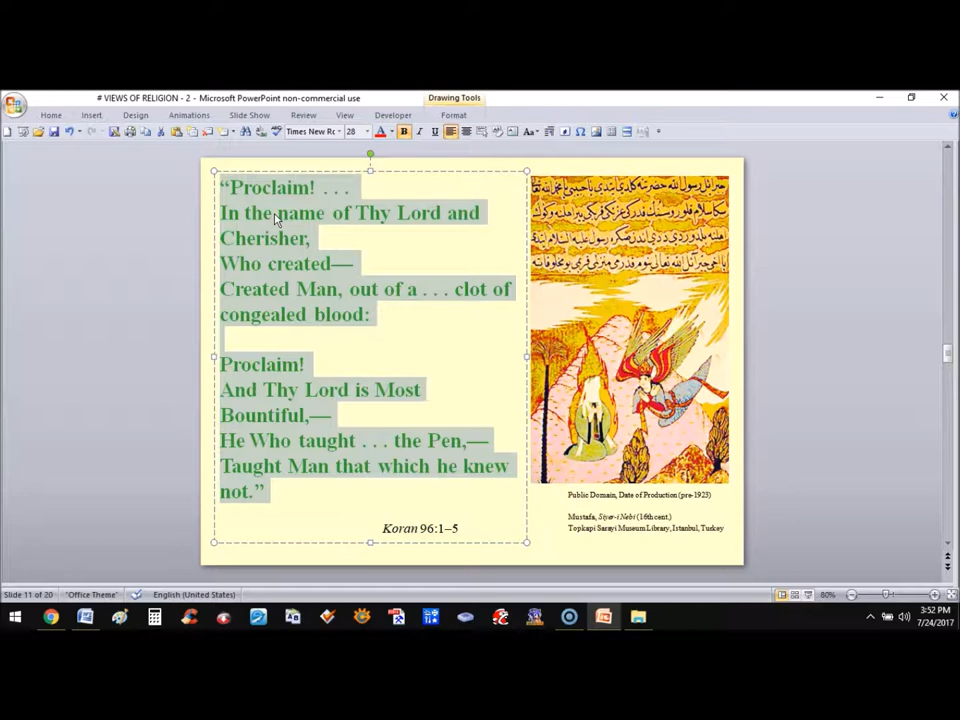 # VIEWS OF RELIGION - 2 - Microsoft PowerPoint non-commercial use
Drawing Tools
Home
Insert
Design
Animations
Slide Show
Review
View
Developer
Format
Times New Ro
28
“Proclaim! . . .
In the name of Thy Lord and
Cherisher,
Who created—
Created Man, out of a . . . clot of
congealed blood:
Proclaim!
And Thy Lord is Most
Bountiful,—
He Who taught . . . the Pen,—
Taught Man that which he knew
not.”
Koran 96:1–5
Public Domain, Date of Production (pre-1923)
Mustafa, Siyer-i Nebi (16th cent.)
Topkapi Sarayi Museum Library, Istanbul, Turkey
Slide 11 of 20
"Office Theme"
English (United States)
80%
3:52 PM
7/24/2017